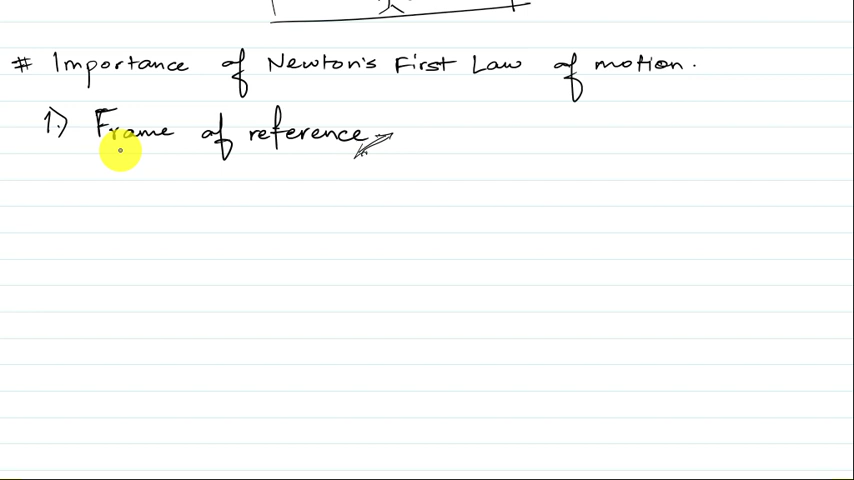 # Importance of Newton's First Law of motion.
1.) Frame of reference